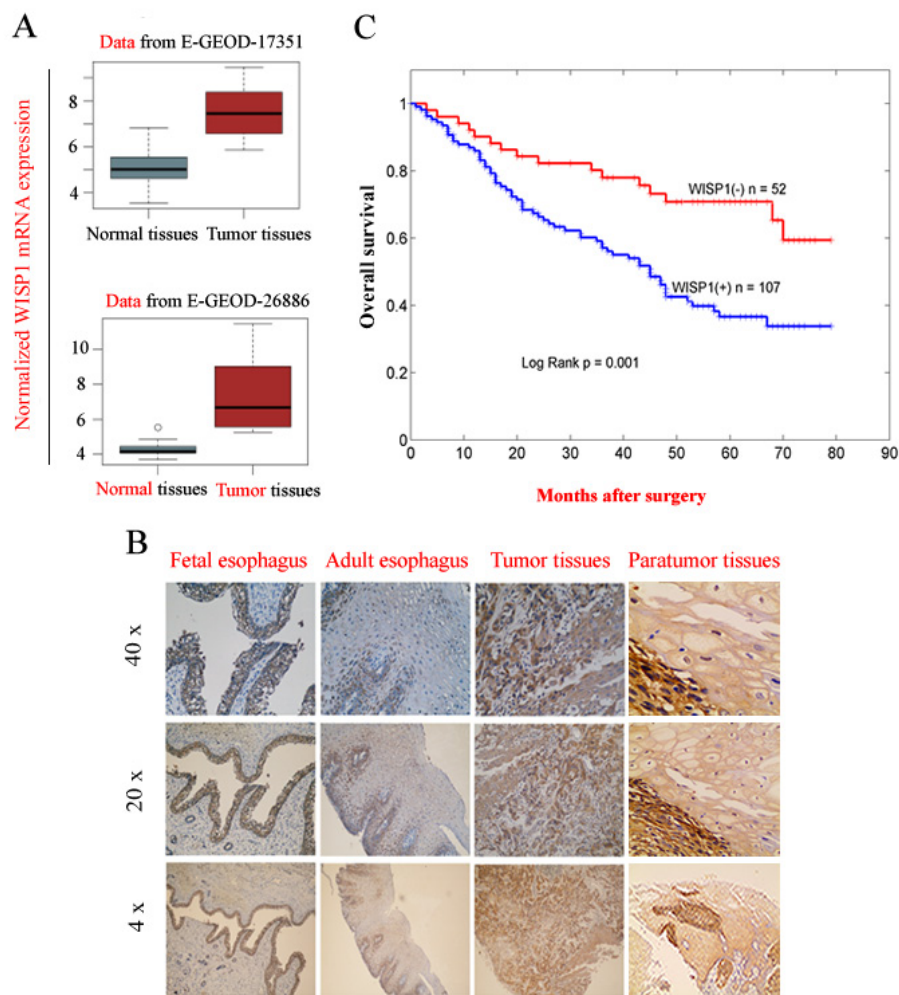 A
Data from E-GEOD-17351
Normalized WISP1 mRNA expression
8
6
4
Normal tissues Tumor tissues
Data from E-GEOD-26886
10
8
6
4
Normal tissues Tumor tissues
C
Overall survival
1
0.8
0.6
0.4
0.2
0
WISP1(-) n = 52
WISP1(+) n = 107
Log Rank p = 0.001
0 10 20 30 40 50 60 70 80 90
Months after surgery
B
Fetal esophagus Adult esophagus Tumor tissues Paratumor tissues
40 x
20 x
4 x